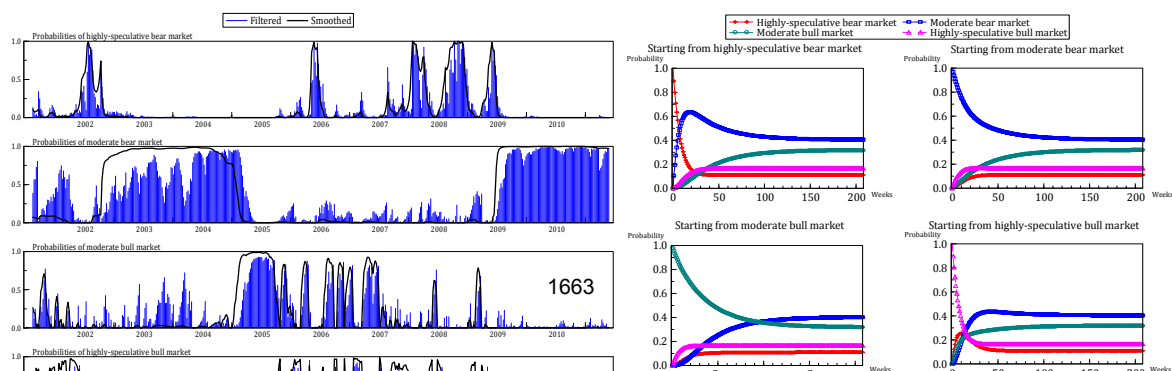 Filtered Smoothed
Probabilities of highly-speculative bear market
1.0
0.5
0.0
2002 2003 2004 2005 2006 2007 2008 2009 2010
Probabilities of moderate bear market
1.0
0.5
0.0
2002 2003 2004 2005 2006 2007 2008 2009 2010
Probabilities of moderate bull market
1.0
0.5
0.0
1663
2002 2003 2004 2005 2006 2007 2008 2009 2010
Probabilities of highly-speculative bull market
1.0
Highly-speculative bear market Moderate bear market
Moderate bull market Highly-speculative bull market
Starting from highly-speculative bear market
Probability
1.0
0.8
0.6
0.4
0.2
0.0
0 50 100 150 200 Weeks
Starting from moderate bear market
Probability
1.0
0.8
0.6
0.4
0.2
0.0
0 50 100 150 200 Weeks
Starting from moderate bull market
Probability
1.0
0.8
0.6
0.4
0.2
0.0
Weeks
Starting from highly-speculative bull market
Probability
1.0
0.8
0.6
0.4
0.2
0.0
0 50 100 150 200 Weeks